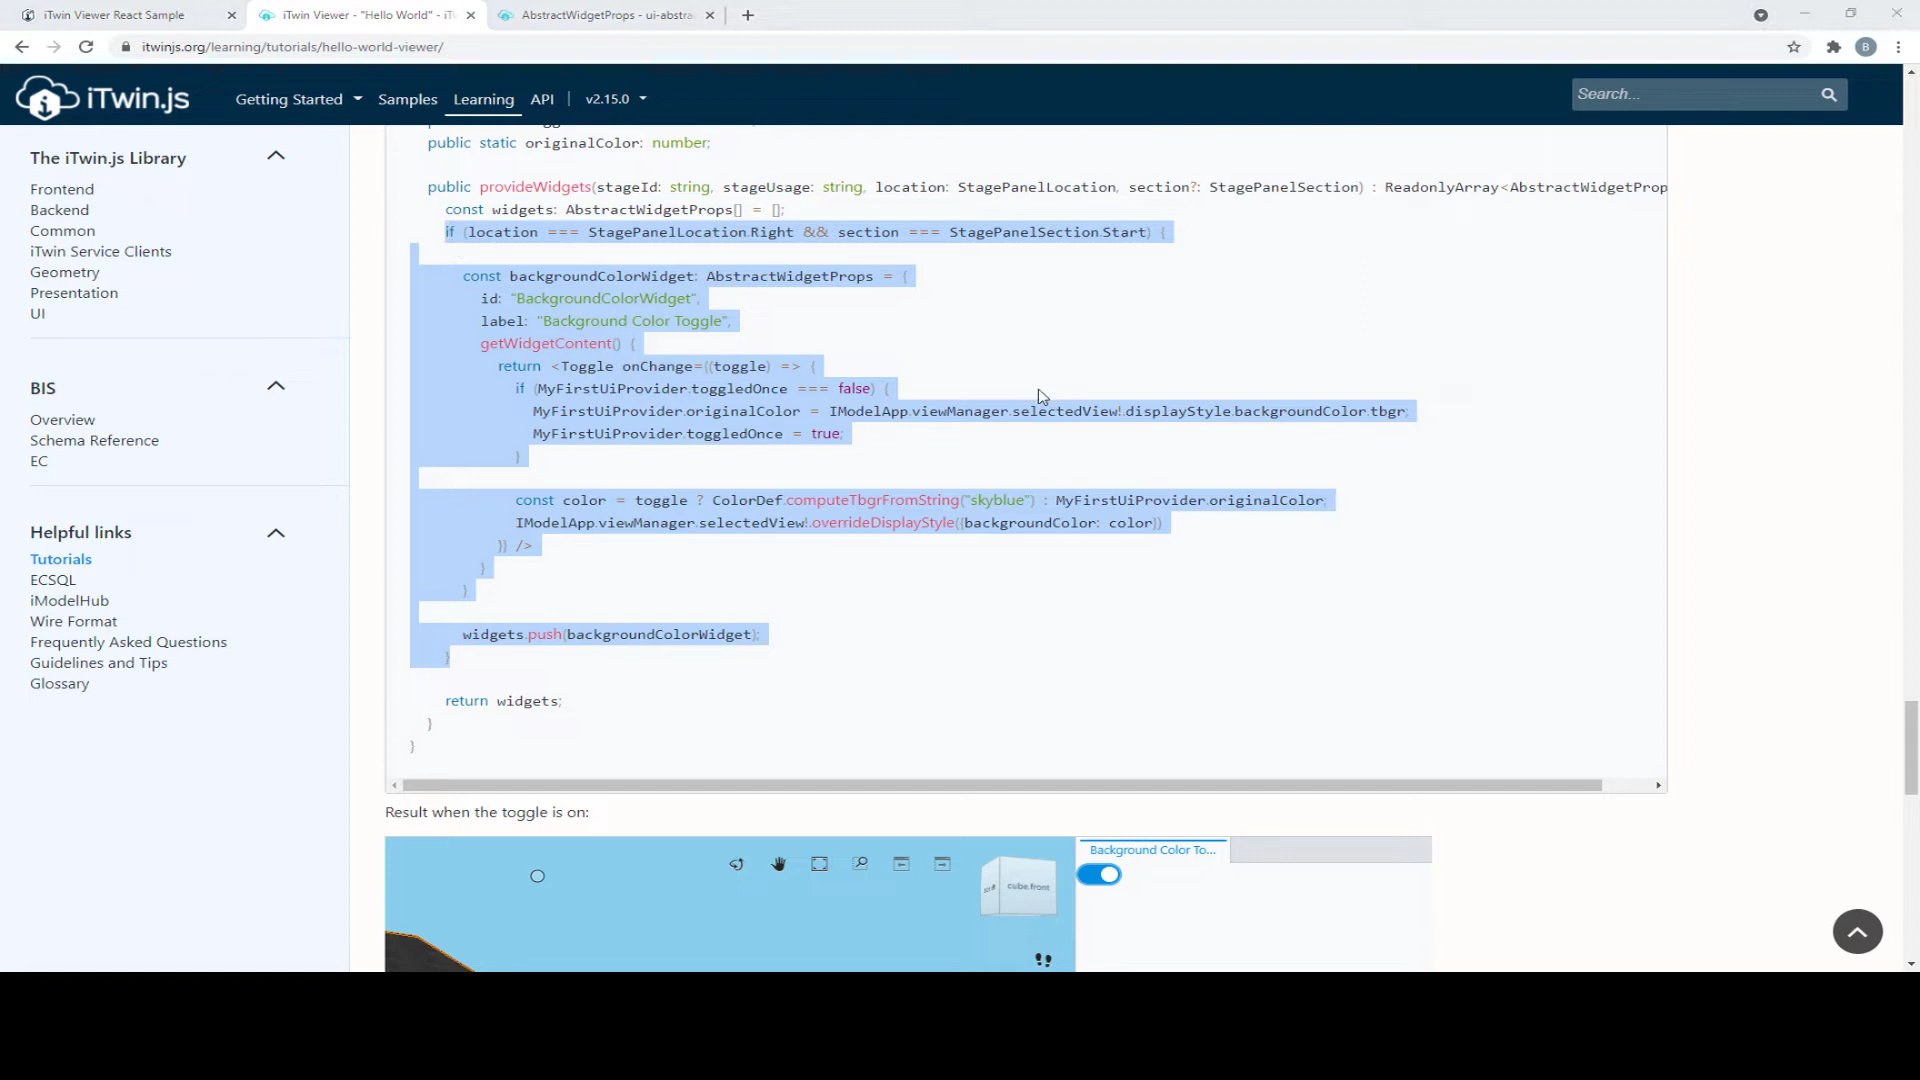 iTwin Viewer React Sample
iTwin Viewer - "Hello World" - iT
AbstractWidgetProps - ui-abstra
itwinjs.org/learning/tutorials/hello-world-viewer/
B
iTwin.js
Getting Started
Samples
Learning
API
v2.15.0
Search...
The iTwin.js Library
Frontend
Backend
Common
iTwin Service Clients
Geometry
Presentation
UI
BIS
Overview
Schema Reference
EC
Helpful links
Tutorials
ECSQL
iModelHub
Wire Format
Frequently Asked Questions
Guidelines and Tips
Glossary
public static originalColor: number;
public provideWidgets(stageId: string, stageUsage: string, location: StagePanelLocation, section?: StagePanelSection) : ReadonlyArray<AbstractWidgetProp
const widgets: AbstractWidgetProps[] = [];
if (location === StagePanelLocation.Right && section === StagePanelSection.Start) {
const backgroundColorWidget: AbstractWidgetProps = {
id: "BackgroundColorWidget",
label: "Background Color Toggle",
getWidgetContent() {
return <Toggle onChange={(toggle) => {
if (MyFirstUiProvider.toggledOnce === false) {
MyFirstUiProvider.originalColor = IModelApp.viewManager.selectedView!.displayStyle.backgroundColor.tbgr;
MyFirstUiProvider.toggledOnce = true;
}
const color = toggle ? ColorDef.computeTbgrFromString("skyblue") : MyFirstUiProvider.originalColor;
IModelApp.viewManager.selectedView!.overrideDisplayStyle({backgroundColor: color})
}} />
}
}
widgets.push(backgroundColorWidget);
}
return widgets;
}
}
Result when the toggle is on:
Background Color To...
cube:front